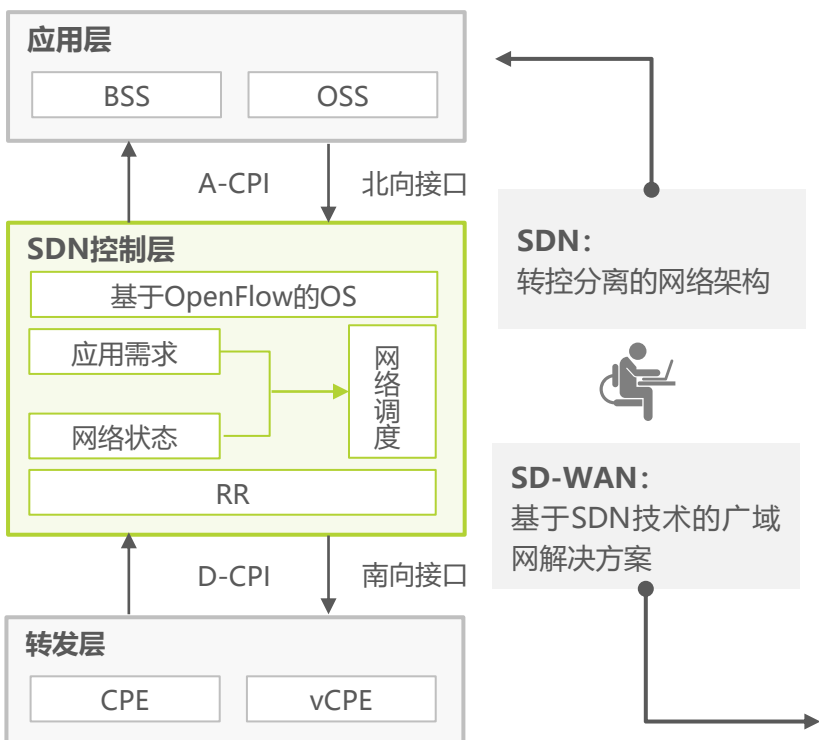 应用层
BSS
OSS
A-CPI
北向接口
SDN控制层
基于OpenFlow的OS
应用需求
网络状态
网络调度
RR
D-CPI
南向接口
转发层
CPE
vCPE
SDN：
转控分离的网络架构
SD-WAN：
基于SDN技术的广域
网解决方案